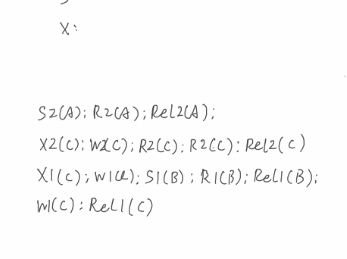 X:
S2(A); R2(A); Rel2(A);
X2(C); W2(C); R2(C); R2(C): Rel2(C)
X1(C); W1(C); S1(B); R1(B); Rel1(B);
W1(C): Rel1(C)